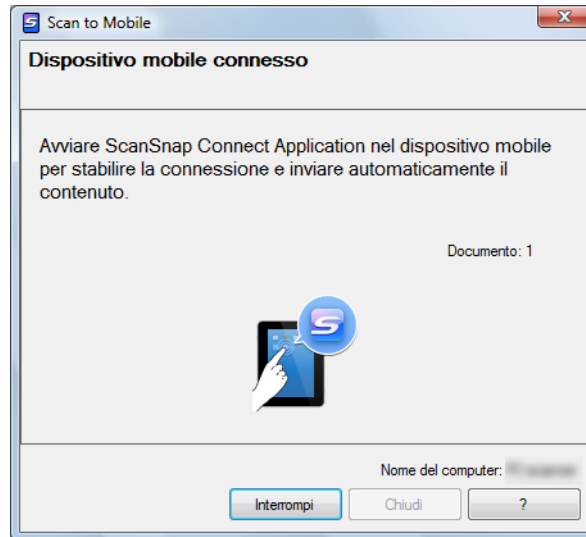 Scan to Mobile
Dispositivo mobile connesso
Avviare ScanSnap Connect Application nel dispositivo mobile
per stabilire la connessione e inviare automaticamente il
contenuto.
Documento: 1
Nome del computer:
Interrompi
Chiudi
?